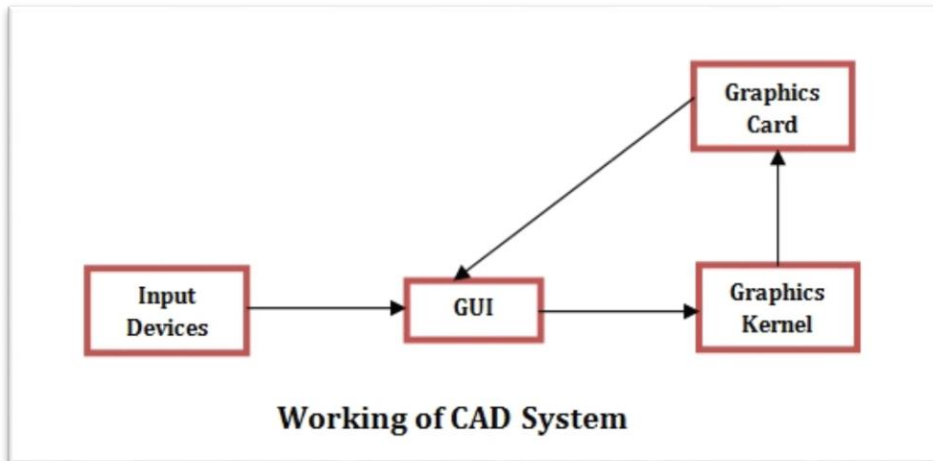 Graphics
Card
Input
Devices
GUI
Graphics
Kernel
Working of CAD System